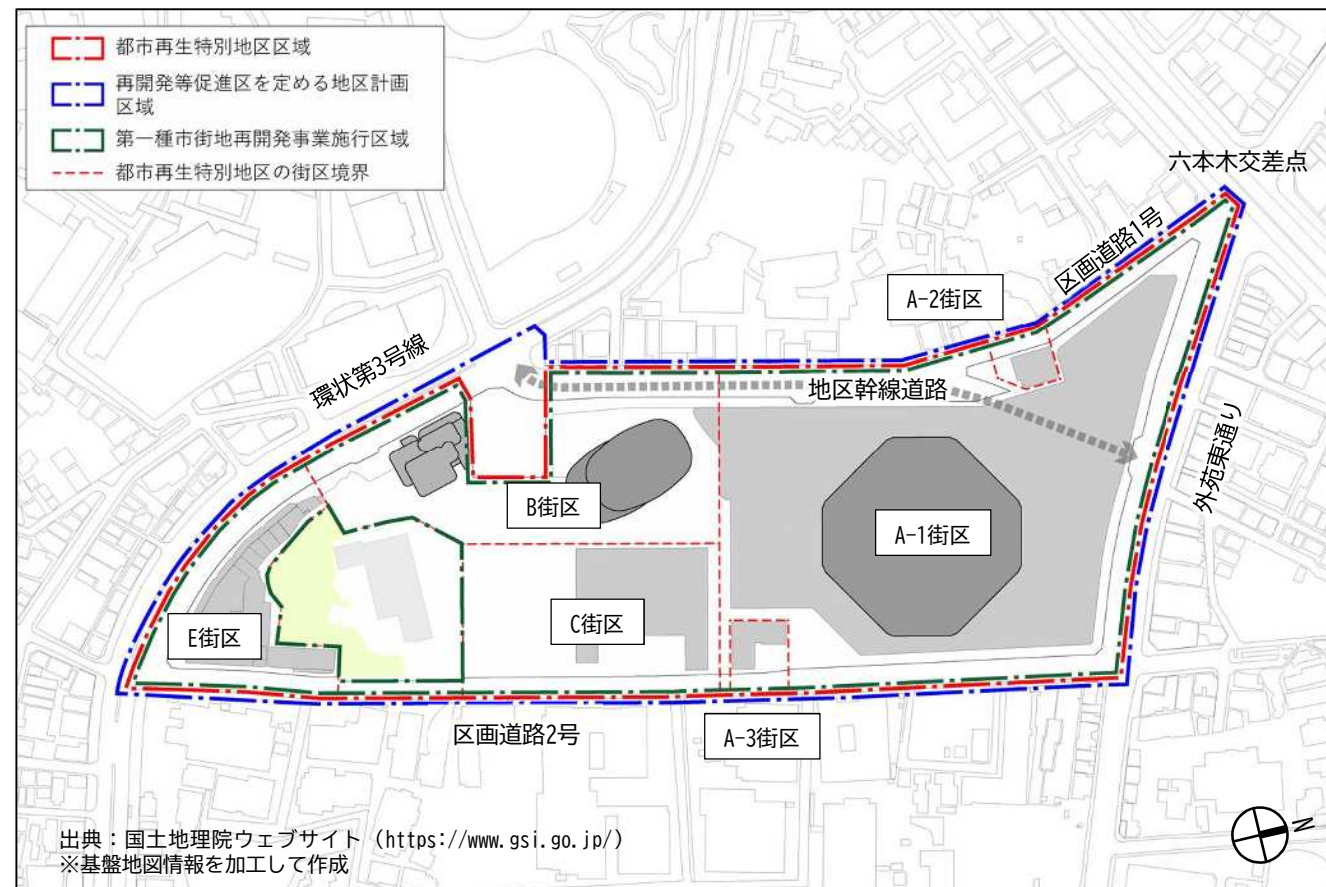 都市再生特別地区区域
再開発等促進区を定める地区計画
区域
第一種市街地再開発事業施行区域
都市再生特別地区の街区境界
六本木交差点
区画道路1号
A-2街区
環状第3号線
地区幹線道路
外苑東通り
B街区
A-1街区
C街区
E街区
区画道路2号
A-3街区
出典：国土地理院ウェブサイト（https://www.gsi.go.jp/）
※基盤地図情報を加工して作成
N